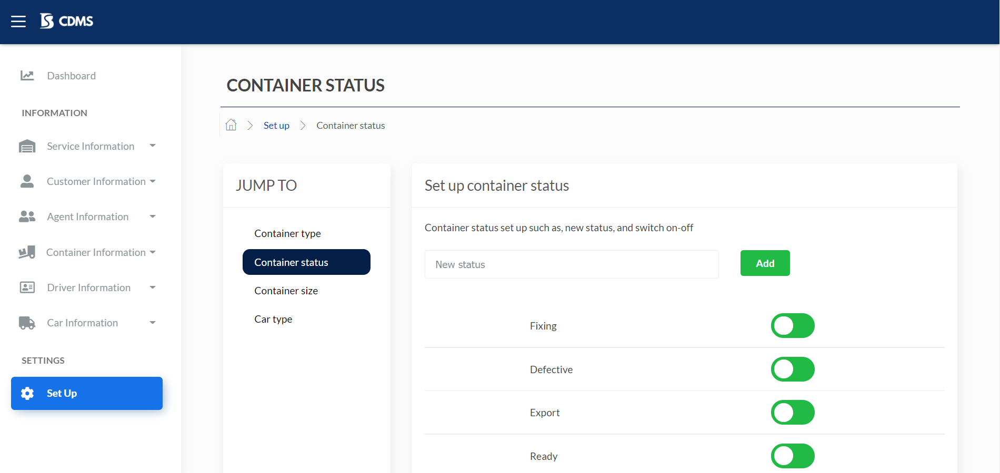 CDMS
Dashboard
INFORMATION
Service Information
Customer Information
Agent Information
Container Information
Driver Information
Car Information
SETTINGS
Set Up
CONTAINER STATUS
Set up
Container status
JUMP TO
Container type
Container status
Container size
Car type
Set up container status
Container status set up such as, new status, and switch on-off
New status
Add
Fixing
Defective
Export
Ready